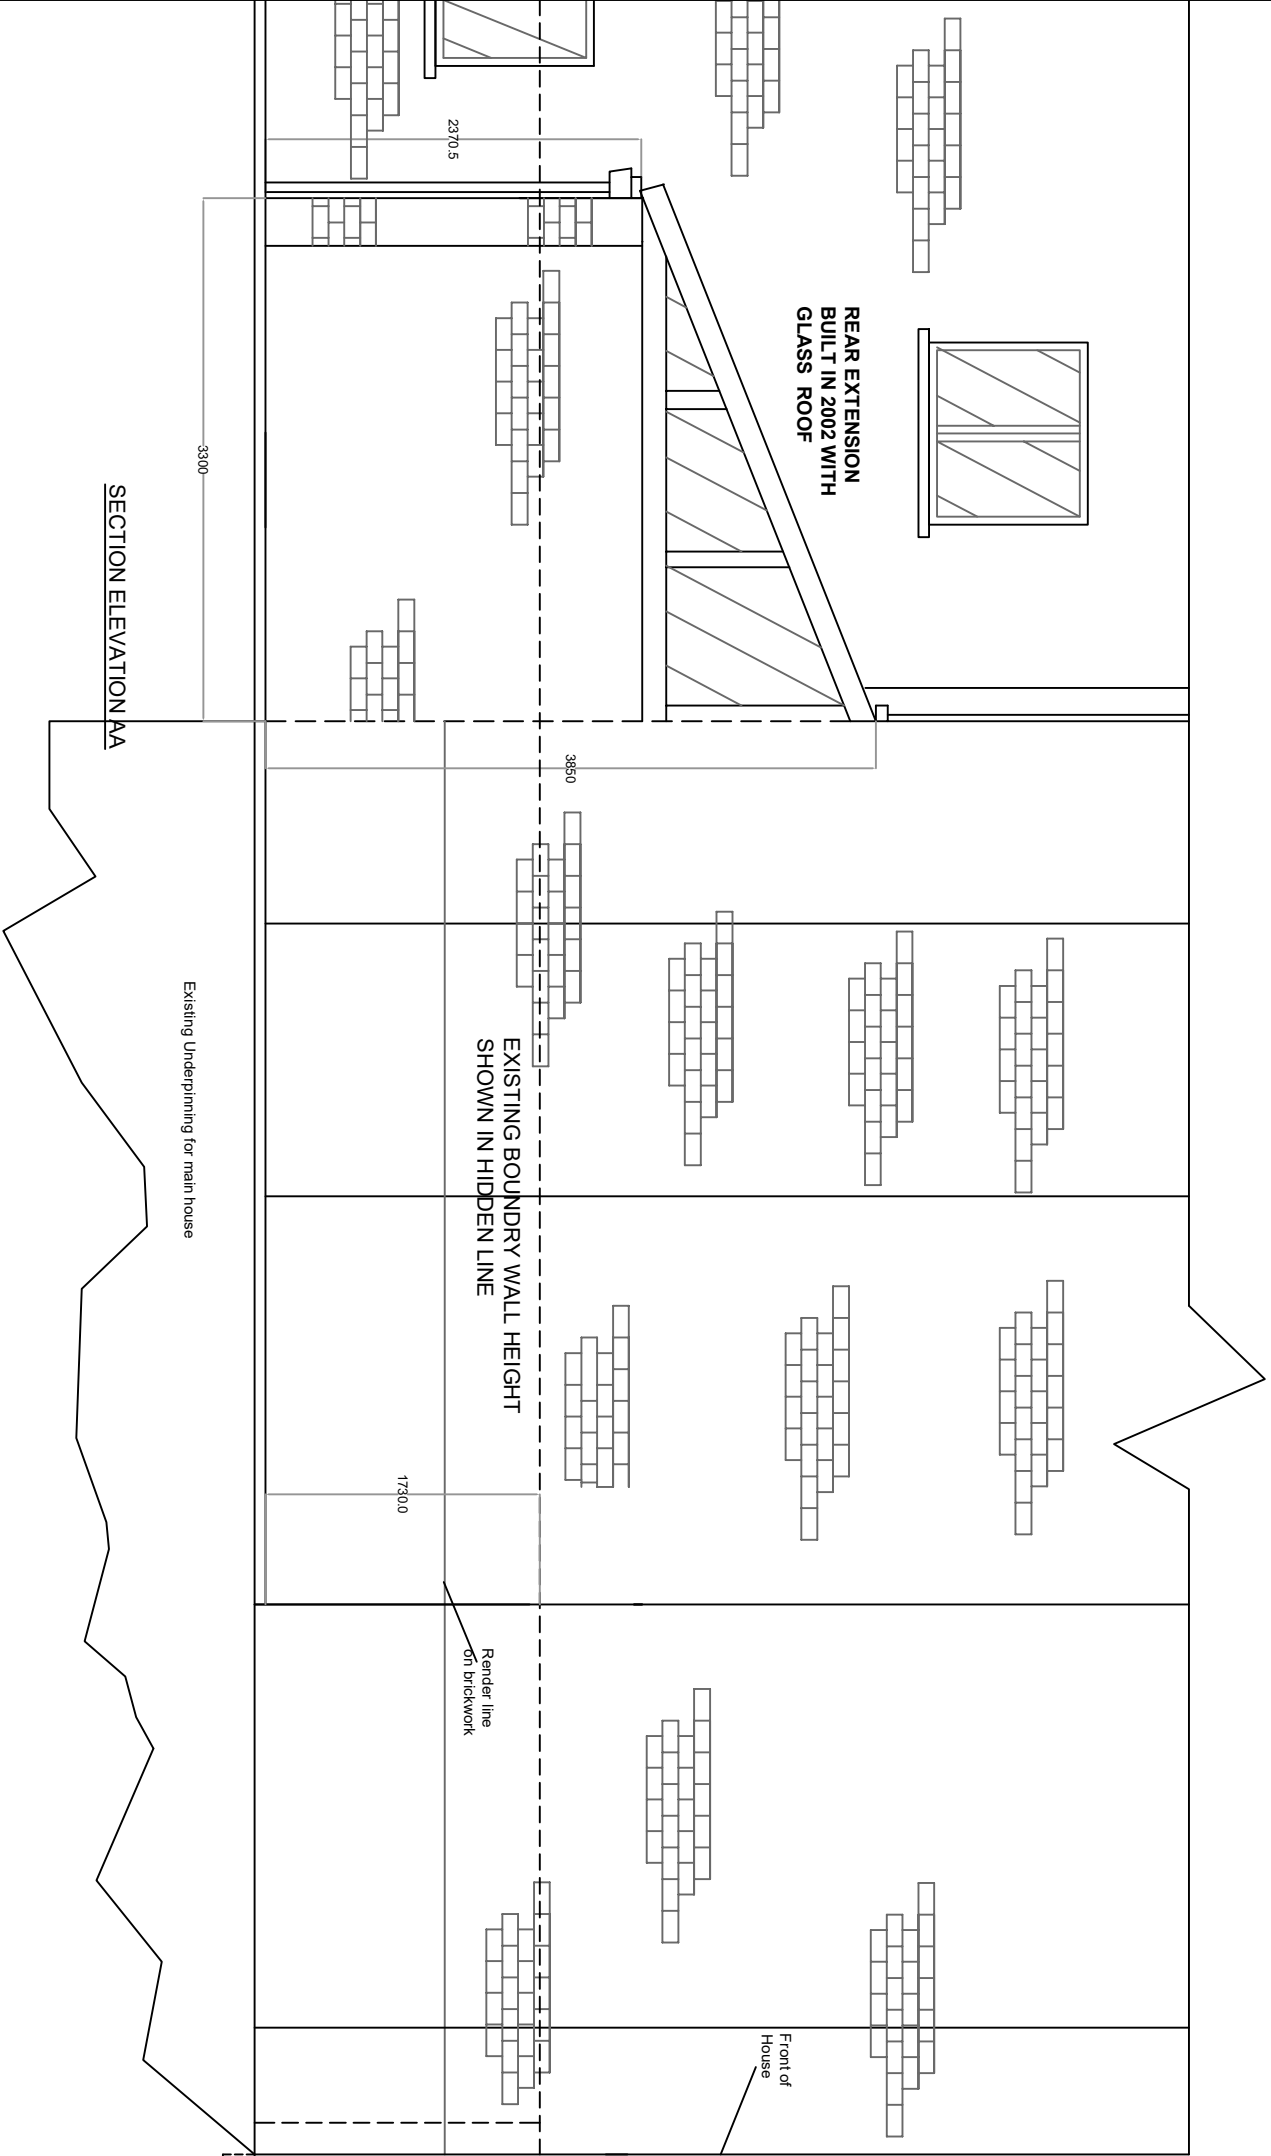 REAR EXTENSION
BUILT IN 2002 WITH
GLASS ROOF
2370.5
3300
3850
SECTION ELEVATION AA
Existing Underpinning for main house
EXISTING BOUNDRY WALL HEIGHT
SHOWN IN HIDDEN LINE
1730.0
Render line
on brickwork
Front of
House